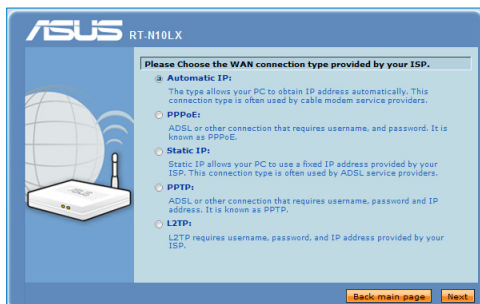 ASUS RT-N10LX
Please Choose the WAN connection type provided by your ISP.
Automatic IP:
The type allows your PC to obtain IP address automatically. This
connection type is often used by cable modem service providers.
PPPoE:
ADSL or other connection that requires username, and password. It is
known as PPPoE.
Static IP:
Static IP allows your PC to use a fixed IP address provided by your
ISP. This connection type is often used by ADSL service providers.
PPTP:
ADSL or other connection that requires username, password and IP
address. It is known as PPTP.
L2TP:
L2TP requires username, password, and IP address provided by your
ISP.
Back main page Next